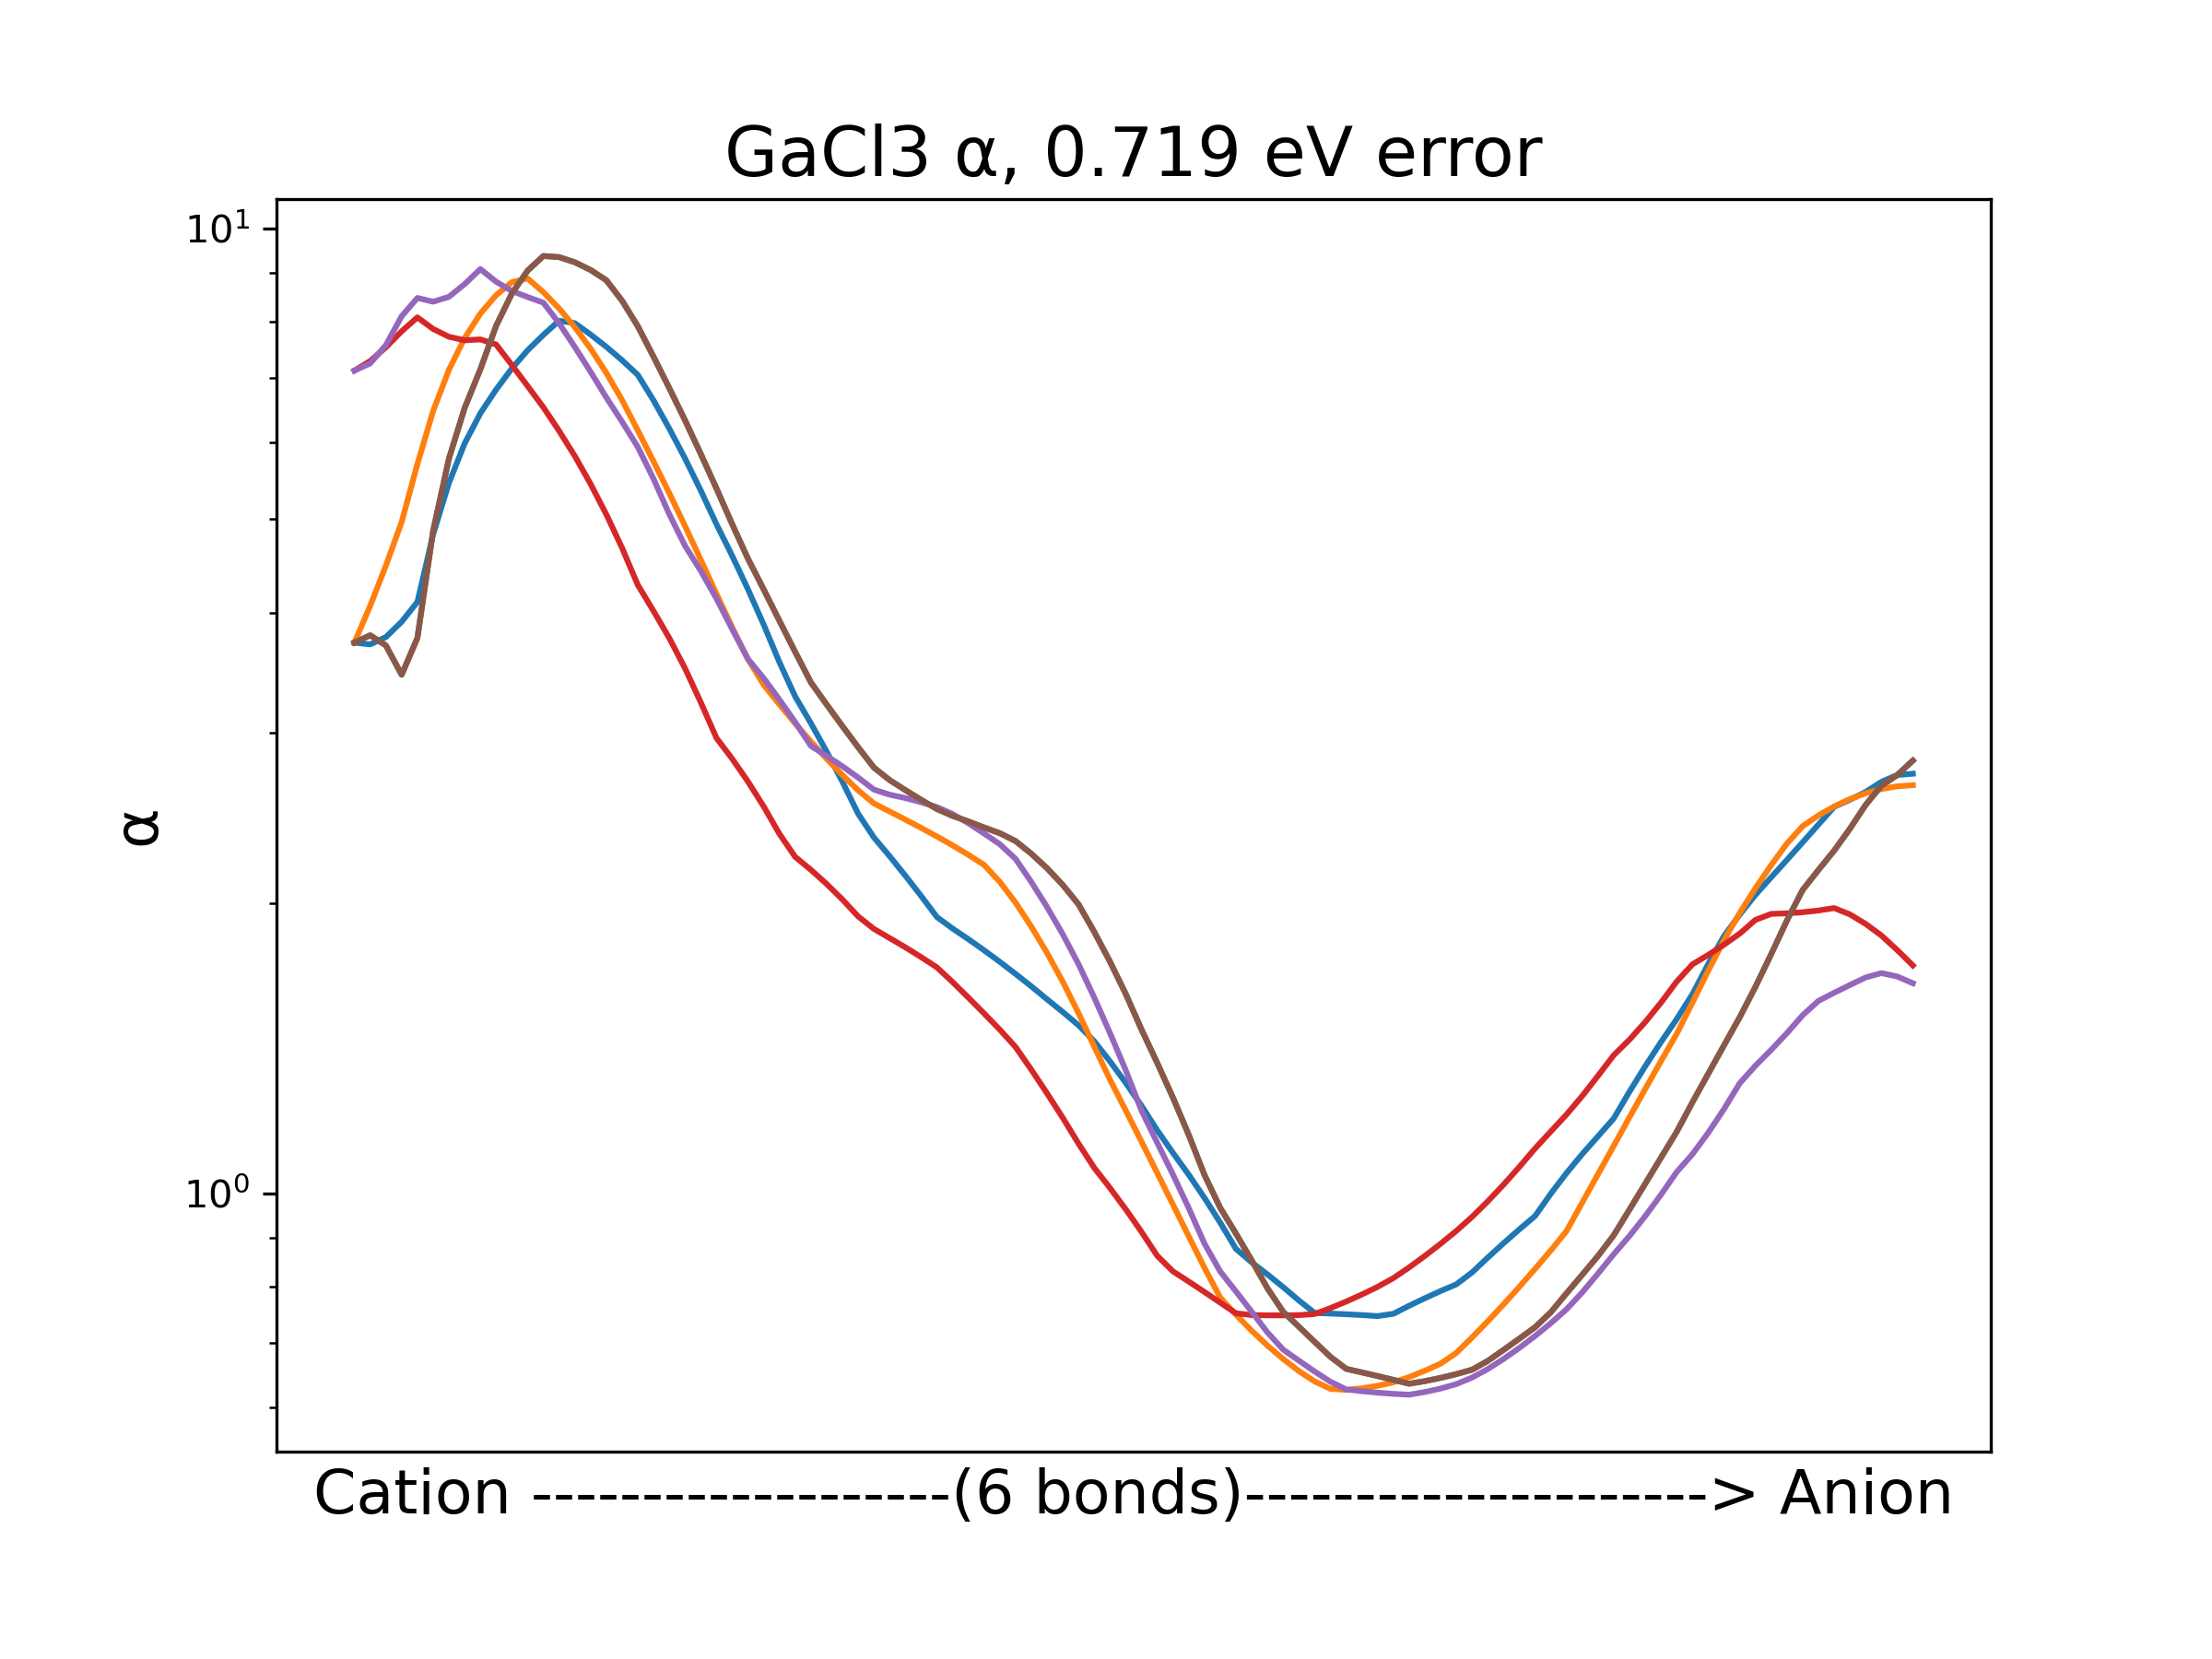 GaCl3 α, 0.719 eV error
10¹
α
10⁰
Cation -------------------(6 bonds)---------------------> Anion